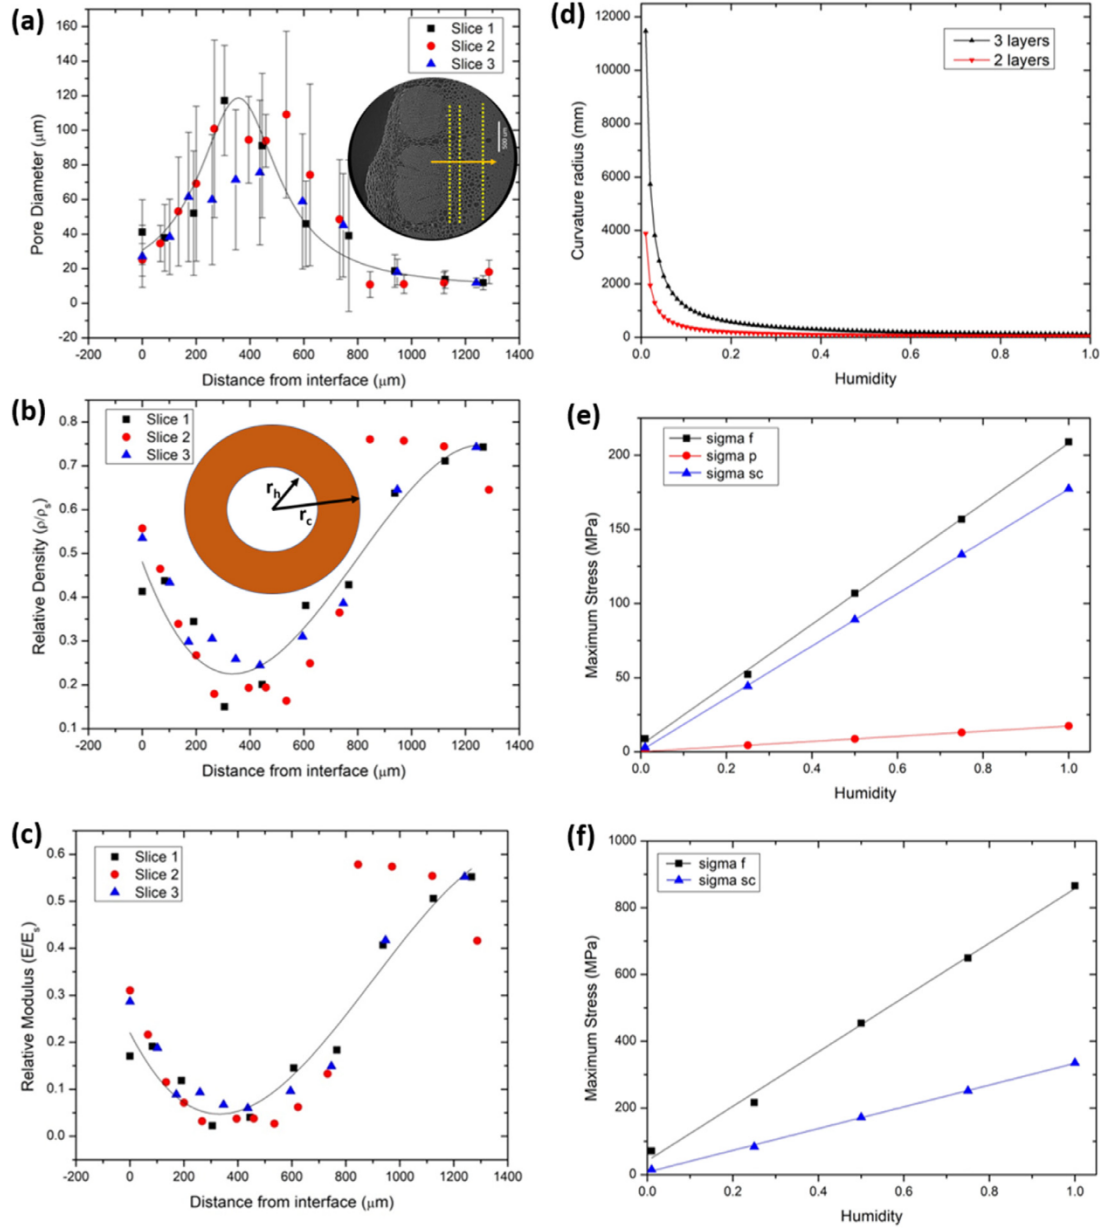 (a)
160
140
120
100
80
60
40
20
0
-20
Pore Diameter (μm)
Slice 1
Slice 2
Slice 3
500 um
-200 0 200 400 600 800 1000 1200 1400
Distance from interface (μm)
(d)
12000
10000
8000
6000
4000
2000
0
Curvature radius (mm)
3 layers
2 layers
0.0 0.2 0.4 0.6 0.8 1.0
Humidity
(b)
0.8
0.7
0.6
0.5
0.4
0.3
0.2
0.1
Relative Density (ρ/ρs)
Slice 1
Slice 2
Slice 3
rh
rc
-200 0 200 400 600 800 1000 1200 1400
Distance from interface (μm)
(e)
200
150
100
50
0
Maximum Stress (MPa)
sigma f
sigma p
sigma sc
0.0 0.2 0.4 0.6 0.8 1.0
Humidity
(c)
0.6
0.5
0.4
0.3
0.2
0.1
0.0
Relative Modulus (E/Es)
Slice 1
Slice 2
Slice 3
-200 0 200 400 600 800 1000 1200 1400
Distance from interface (μm)
(f)
1000
800
600
400
200
0
Maximum Stress (MPa)
sigma f
sigma sc
0.0 0.2 0.4 0.6 0.8 1.0
Humidity